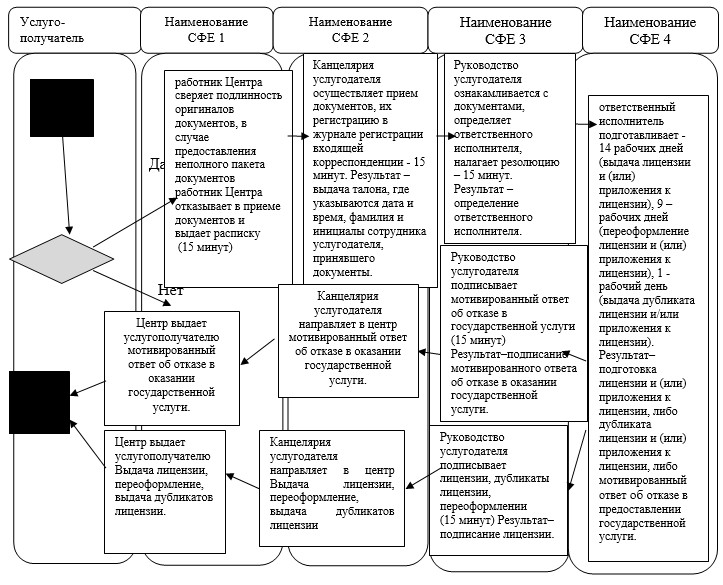 Услуго-
получатель
Наименование
СФЕ 1
Наименование
СФЕ 2
Наименование
СФЕ 3
Наименование
СФЕ 4
работник Центра
сверяет подлинность
оригиналов
документов, в
случае
предоставления
неполного пакета
документов
работник Центра
отказывает в приеме
документов и
выдает расписку
(15 минут)
Да
Нет
Канцелярия
услугодателя
осуществляет прием
документов, их
регистрацию в
журнале регистрации
входящей
корреспонденции - 15
минут. Результат –
выдача талона, где
указываются дата и
время, фамилия и
инициалы сотрудника
услугодателя,
принявшего
документы.
Руководство
услугодателя
ознакамливается с
документами,
определяет
ответственного
исполнителя,
налагает резолюцию
– 15 минут.
Результат –
определение
ответственного
исполнителя.
ответственный
исполнитель
подготавливает -
14 рабочих дней
(выдача лицензии
и (или)
приложения к
лицензии), 9 –
рабочих дней
(переоформление
лицензии и (или)
приложения к
лицензии), 1 -
рабочий день
(выдача дубликата
лицензии и/или
приложения к
лицензии).
Результат–
подготовка
лицензии и (или)
приложения к
лицензии, либо
дубликата
лицензии и (или)
приложения к
лицензии, либо
мотивированный
ответ об отказе в
предоставлении
государственной
услуги.
Руководство
услугодателя
подписывает
мотивированный ответ
об отказе в
государственной услуги
(15 минут)
Результат–подписание
мотивированного ответа
об отказе в оказании
государственной
услуги.
Канцелярия
услугодателя
направляет в центр
мотивированный ответ
об отказе в оказании
государственной
услуги.
Центр выдает
услугополучателю
мотивированный
ответ об отказе в
оказании
государственной
услуги.
Руководство
услугодателя
подписывает
лицензии, дубликаты
лицензии,
переоформлении
(15 минут) Результат–
подписание лицензии.
Канцелярия
услугодателя
направляет в центр
Выдача лицензии,
переоформление,
выдача дубликатов
лицензии
Центр выдает
услугополучателю
Выдача лицензии,
переоформление,
выдача дубликатов
лицензии.